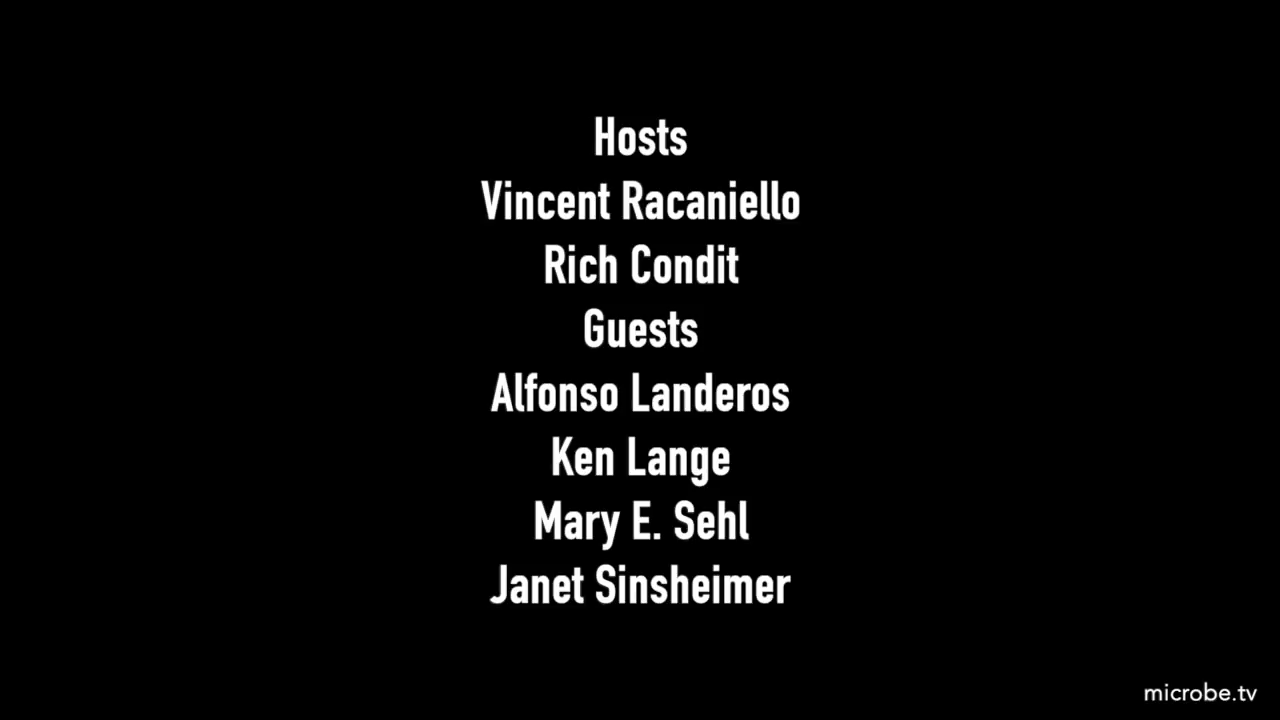 Hosts
Vincent Racaniello
Rich Condit
Guests
Alfonso Landeros
Ken Lange
Mary E. Sehl
Janet Sinsheimer
microbe.tv